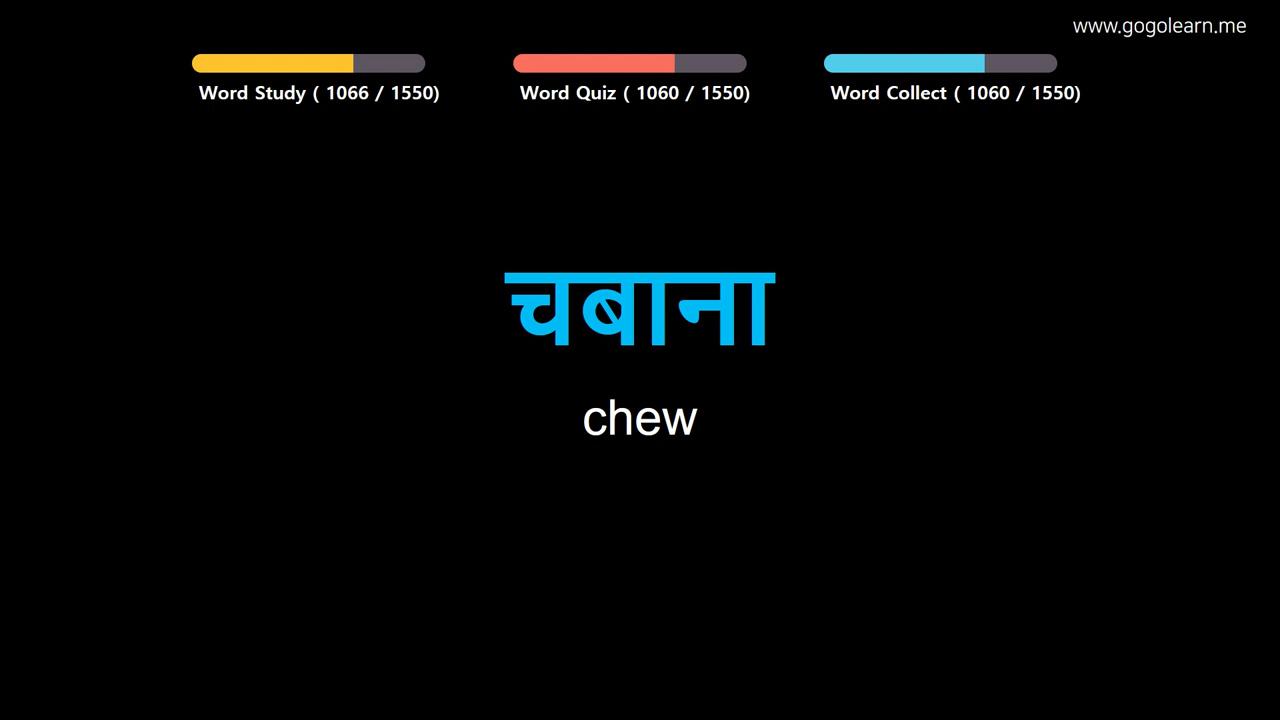 www.gogolearn.me
Word Study ( 1066 / 1550)
Word Quiz ( 1060 / 1550)
Word Collect ( 1060 / 1550)
चबाना
chew